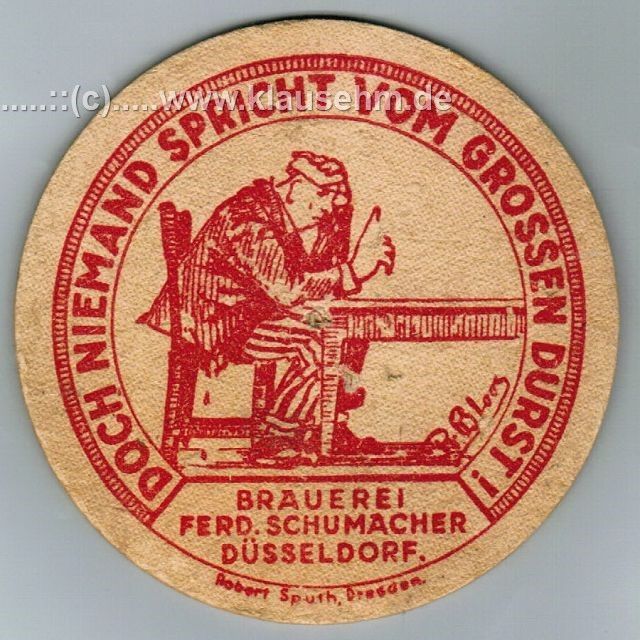 .....::(c).....www.klausehm.de
DOCH NIEMAND SPRICHT VOM GROSSEN DURST!
BRAUEREI
FERD. SCHUMACHER
DÜSSELDORF.
Robert Sputh, Dresden.